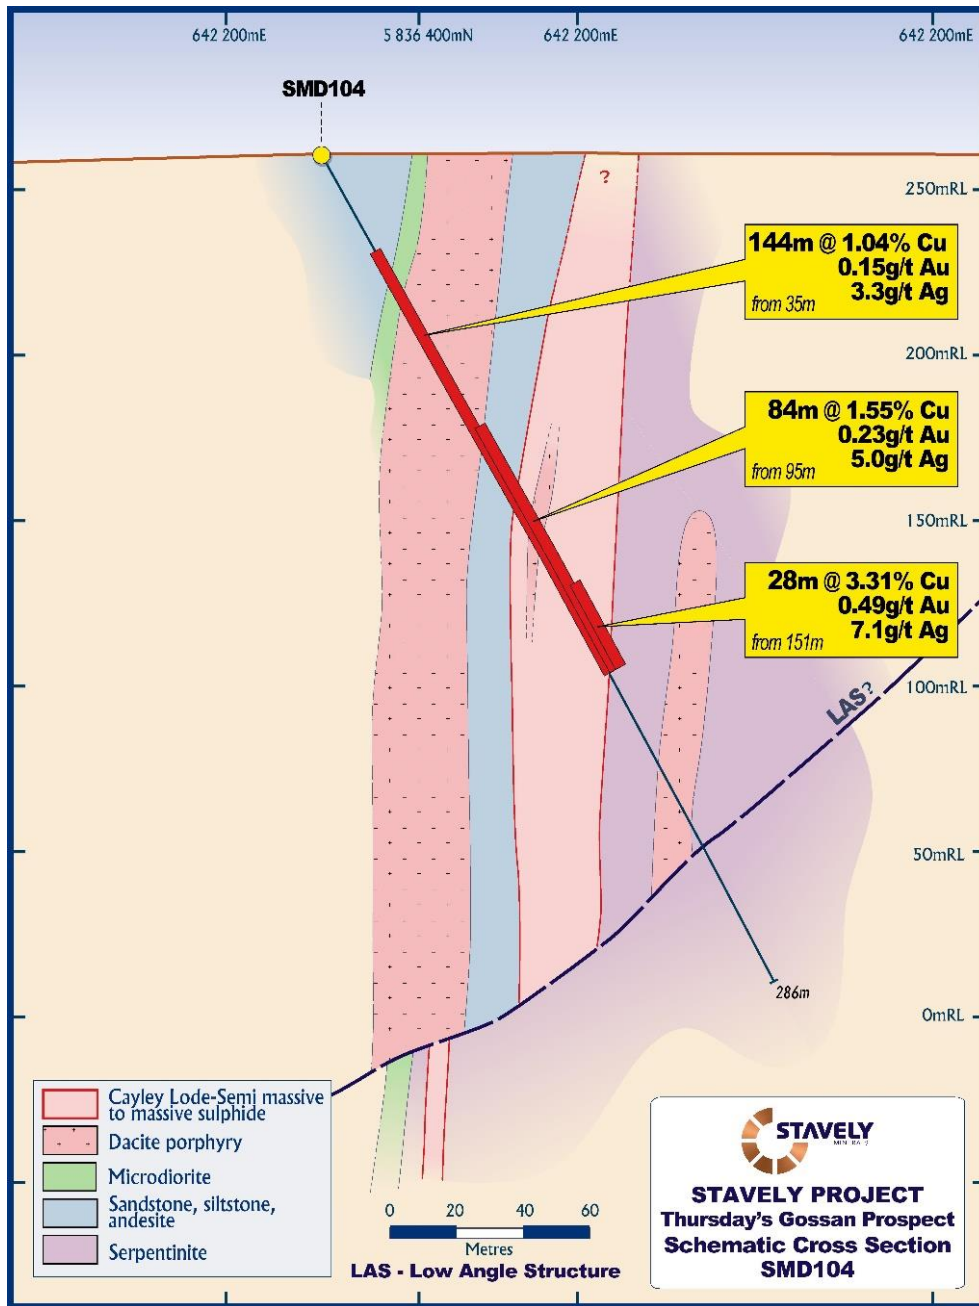 642 200mE
5 836 400mN
642 200mE
642 200mE
SMD104
?
250mRL
144m @ 1.04% Cu
0.15g/t Au
3.3g/t Ag
from 35m
200mRL
84m @ 1.55% Cu
0.23g/t Au
5.0g/t Ag
from 95m
150mRL
28m @ 3.31% Cu
0.49g/t Au
7.1g/t Ag
from 151m
100mRL
LAS?
50mRL
286m
0mRL
Cayley Lode-Semi massive
to massive sulphide
Dacite porphyry
Microdiorite
Sandstone, siltstone,
andesite
Serpentinite
0 20 40 60
Metres
LAS - Low Angle Structure
STAVELY
STAVELY PROJECT
Thursday's Gossan Prospect
Schematic Cross Section
SMD104